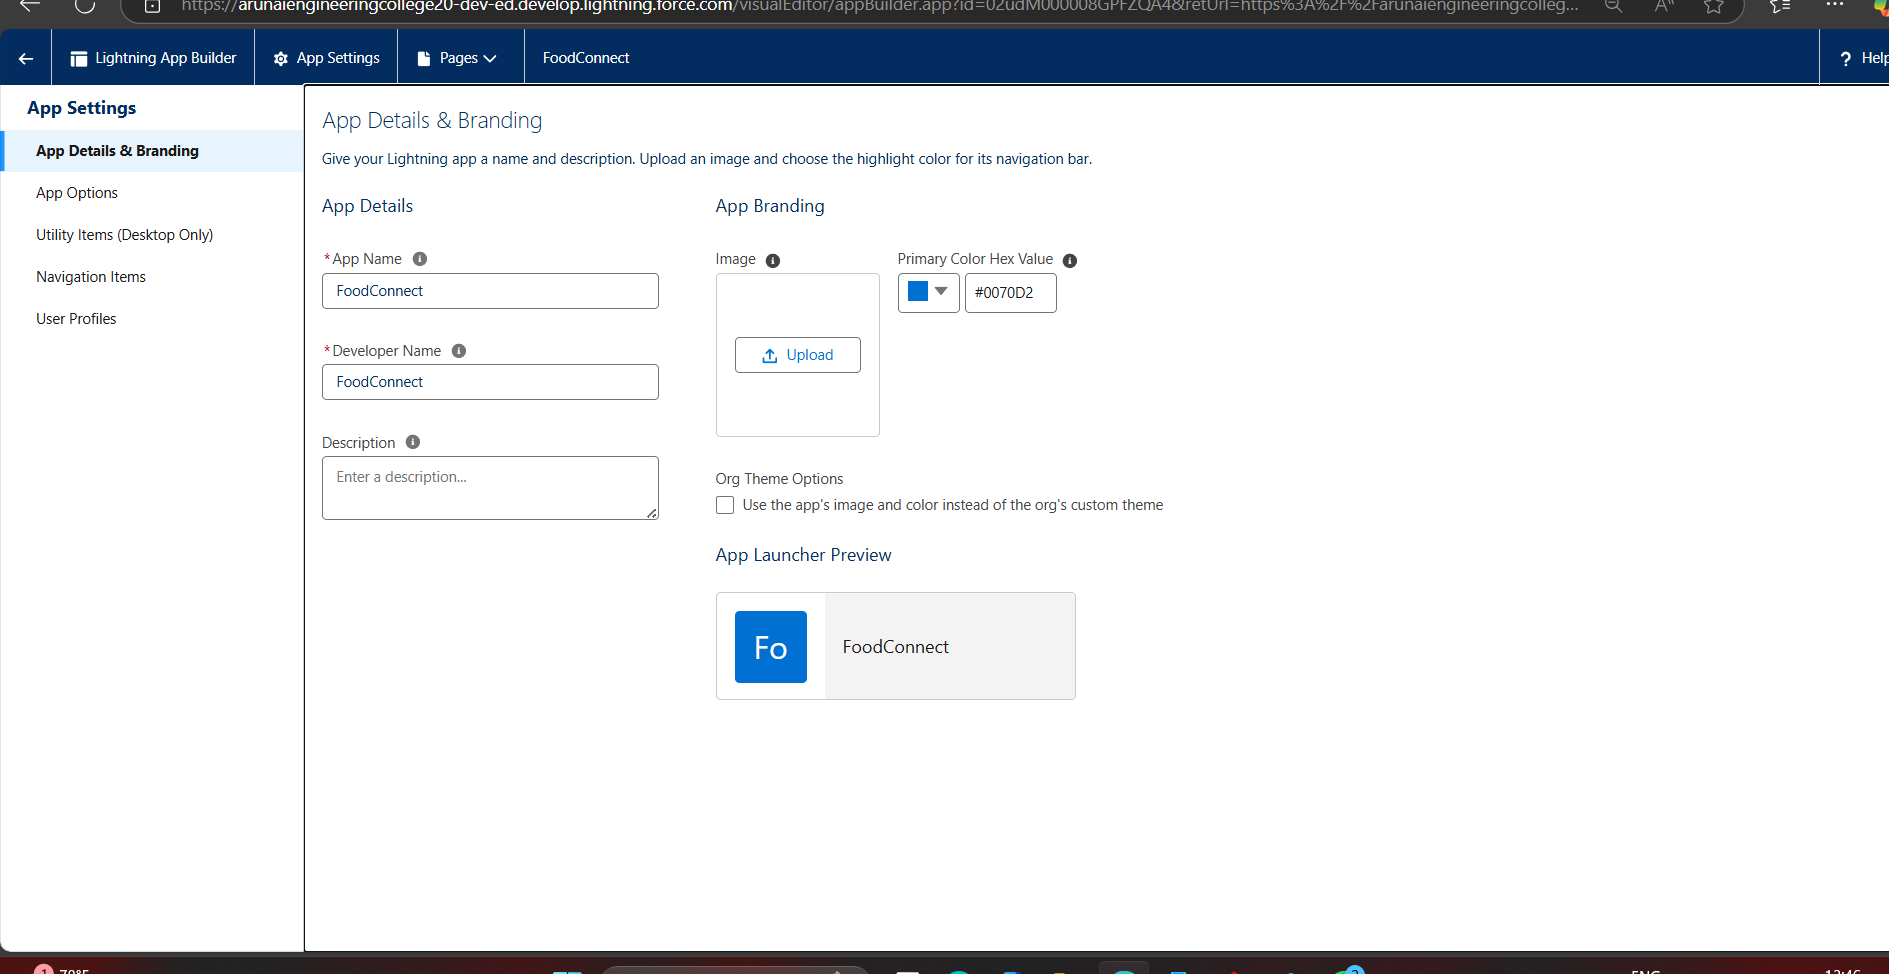 https://arunaiengineeringcollege20-dev-ed.develop.lightning.force.com/visualEditor/appBuilder.app?id=02udM000008GPFZQA4&retUrl=https%3A%2F%2Farunaiengineeringcolleg...
Lightning App Builder
App Settings
Pages
FoodConnect
? Help
App Settings
App Details & Branding
App Options
Utility Items (Desktop Only)
Navigation Items
User Profiles
App Details & Branding
Give your Lightning app a name and description. Upload an image and choose the highlight color for its navigation bar.
App Details
*App Name
FoodConnect
*Developer Name
FoodConnect
Description
Enter a description...
App Branding
Image
Upload
Primary Color Hex Value
#0070D2
Org Theme Options
Use the app's image and color instead of the org's custom theme
App Launcher Preview
Fo
FoodConnect